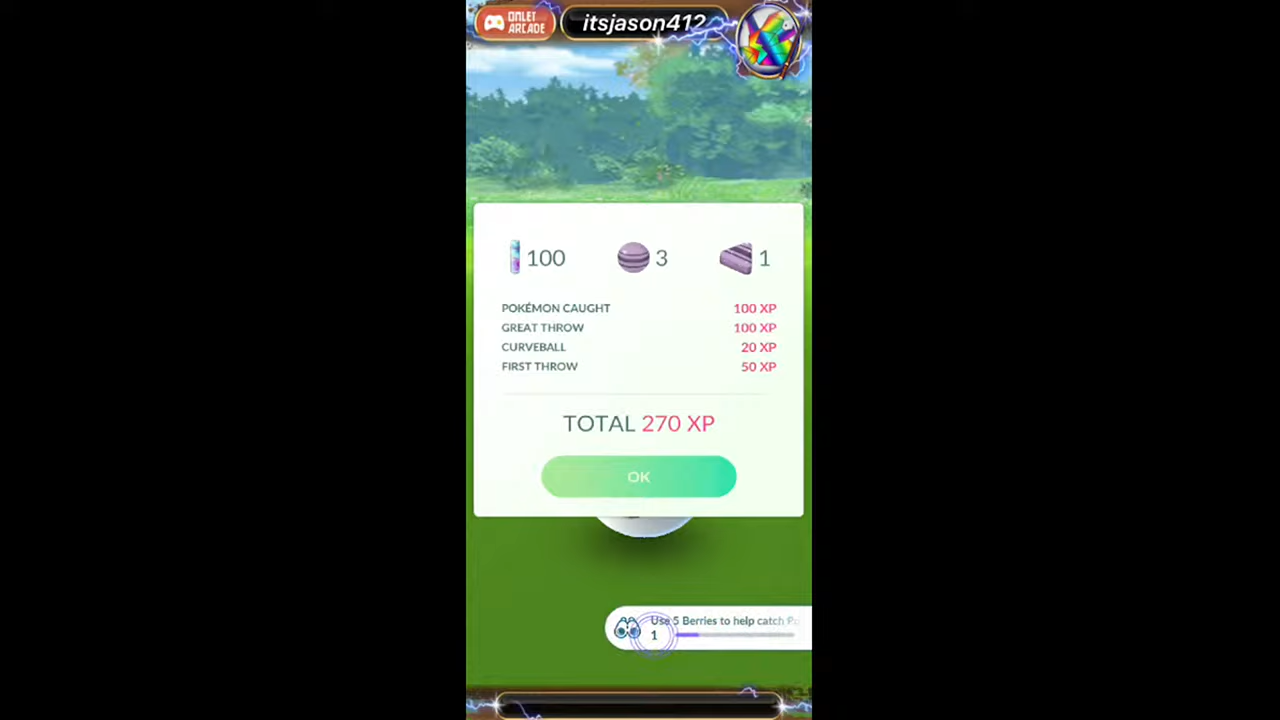 OMLET
ARCADE
itsjason412
100
3
1
POKÉMON CAUGHT 100 XP
GREAT THROW 100 XP
CURVEBALL 20 XP
FIRST THROW 50 XP
TOTAL 270 XP
OK
Use 5 Berries to help catch Po
1